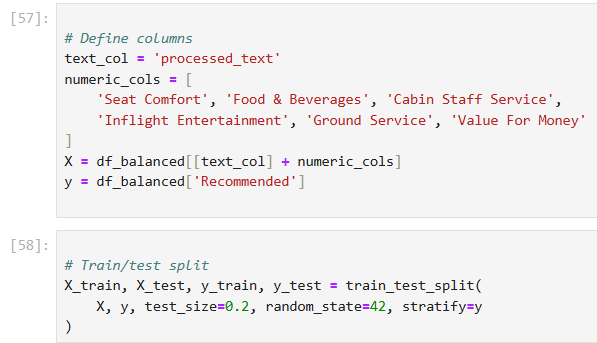 [57]:
# Define columns
text_col = 'processed_text'
numeric_cols = [
    'Seat Comfort', 'Food & Beverages', 'Cabin Staff Service',
    'Inflight Entertainment', 'Ground Service', 'Value For Money'
]
X = df_balanced[[text_col] + numeric_cols]
y = df_balanced['Recommended']
[58]:
# Train/test split
X_train, X_test, y_train, y_test = train_test_split(
    X, y, test_size=0.2, random_state=42, stratify=y
)